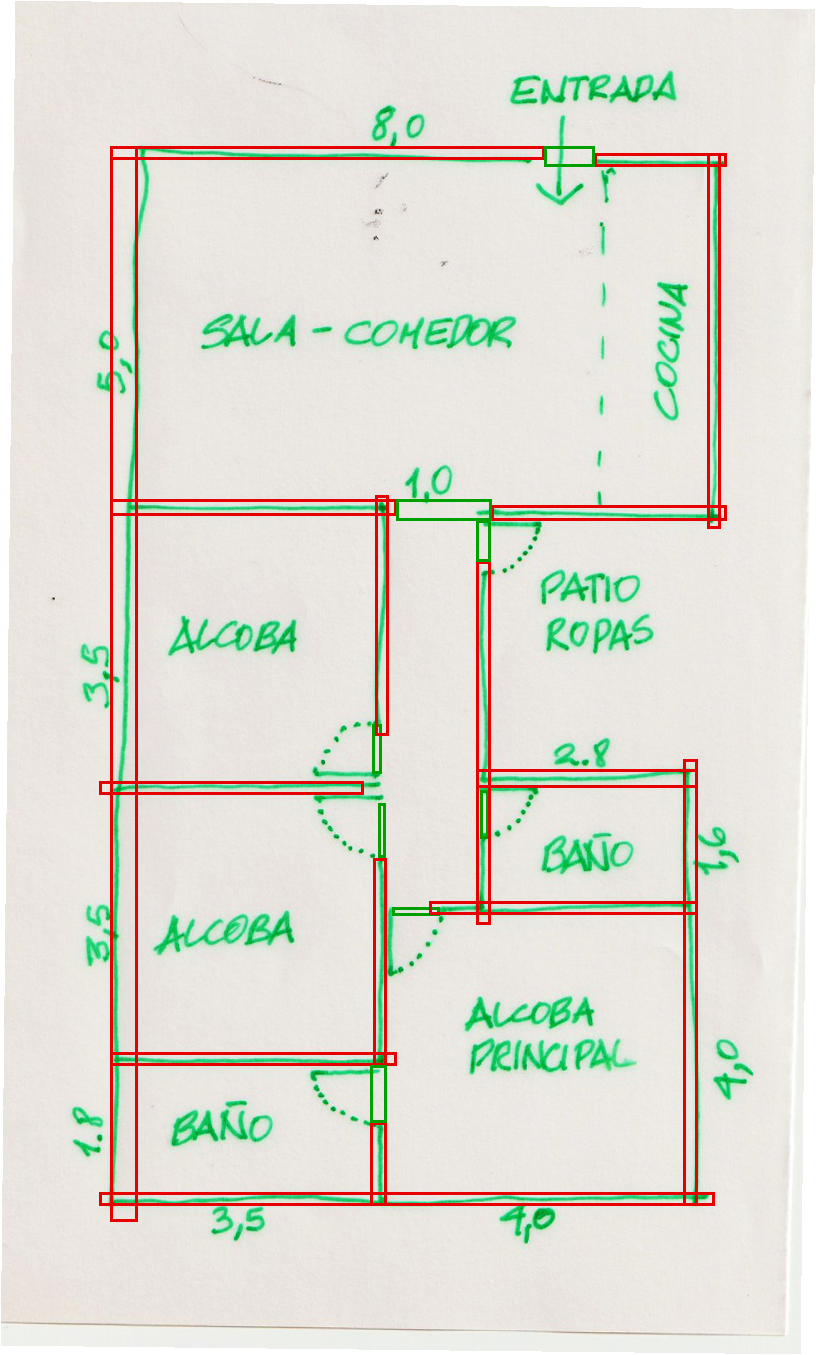 ENTRADA
8,0
5,0
SALA - COMEDOR
COCINA
1,0
PATIO
ROPAS
ALCOBA
3,5
2.8
BAÑO
1,6
ALCOBA
3,5
ALCOBA
PRINCIPAL
4,0
BAÑO
1.8
3,5
4,0